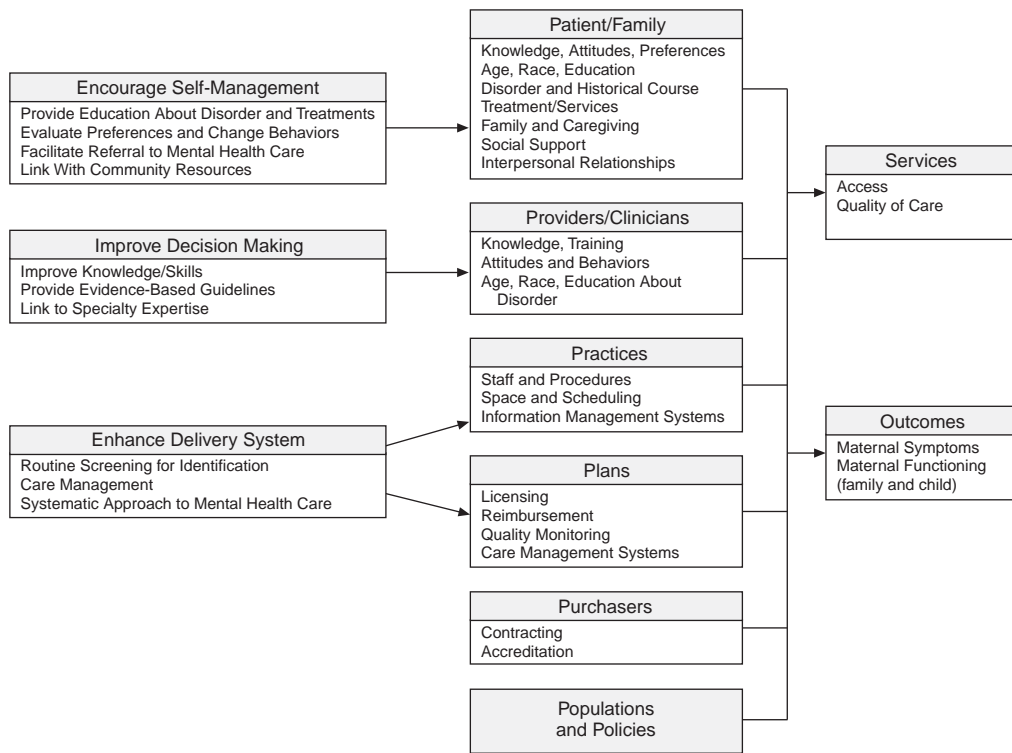 Encourage Self-Management
Provide Education About Disorder and Treatments
Evaluate Preferences and Change Behaviors
Facilitate Referral to Mental Health Care
Link With Community Resources
Improve Decision Making
Improve Knowledge/Skills
Provide Evidence-Based Guidelines
Link to Specialty Expertise
Enhance Delivery System
Routine Screening for Identification
Care Management
Systematic Approach to Mental Health Care
Patient/Family
Knowledge, Attitudes, Preferences
Age, Race, Education
Disorder and Historical Course
Treatment/Services
Family and Caregiving
Social Support
Interpersonal Relationships
Providers/Clinicians
Knowledge, Training
Attitudes and Behaviors
Age, Race, Education About
Disorder
Practices
Staff and Procedures
Space and Scheduling
Information Management Systems
Plans
Licensing
Reimbursement
Quality Monitoring
Care Management Systems
Purchasers
Contracting
Accreditation
Populations
and Policies
Services
Access
Quality of Care
Outcomes
Maternal Symptoms
Maternal Functioning
(family and child)